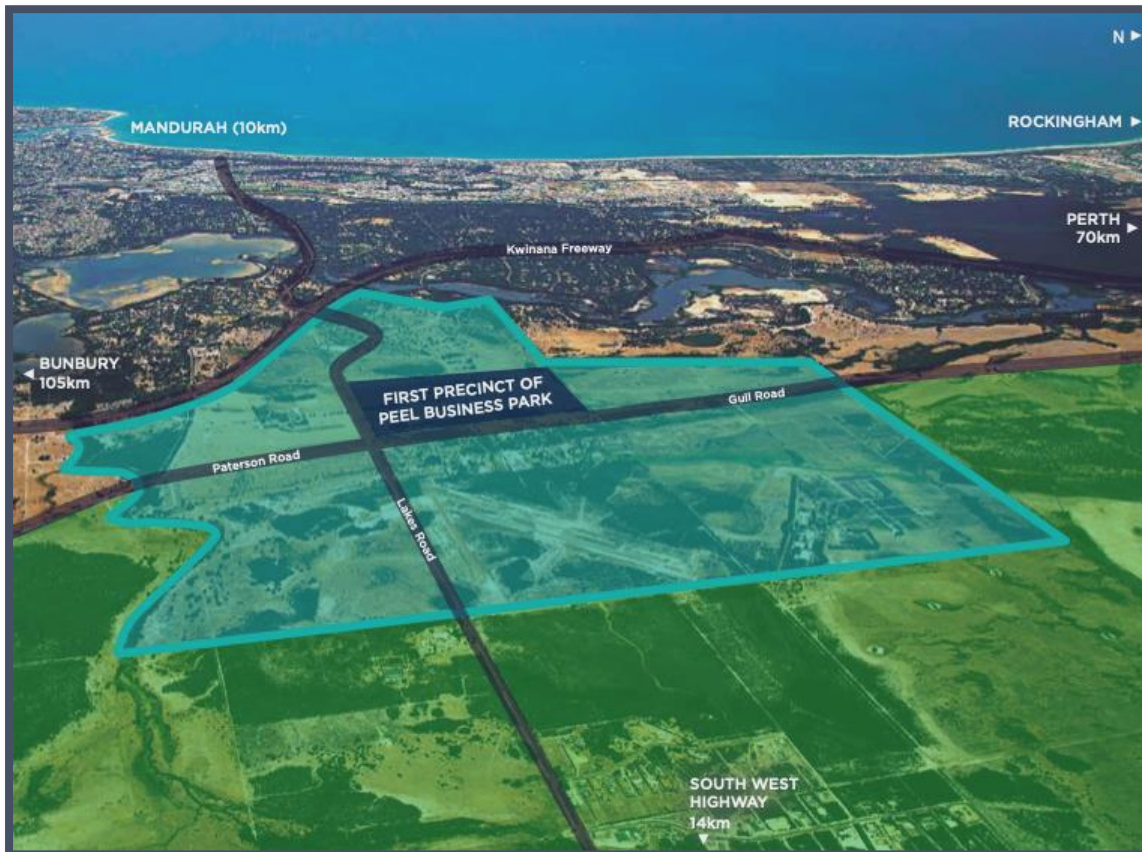 N ►
MANDURAH (10km)
ROCKINGHAM ►
PERTH ►
70km
Kwinana Freeway
◄ BUNBURY
105km
FIRST PRECINCT OF
PEEL BUSINESS PARK
Gull Road
Paterson Road
Lakes Road
SOUTH WEST
HIGHWAY
14km
▼